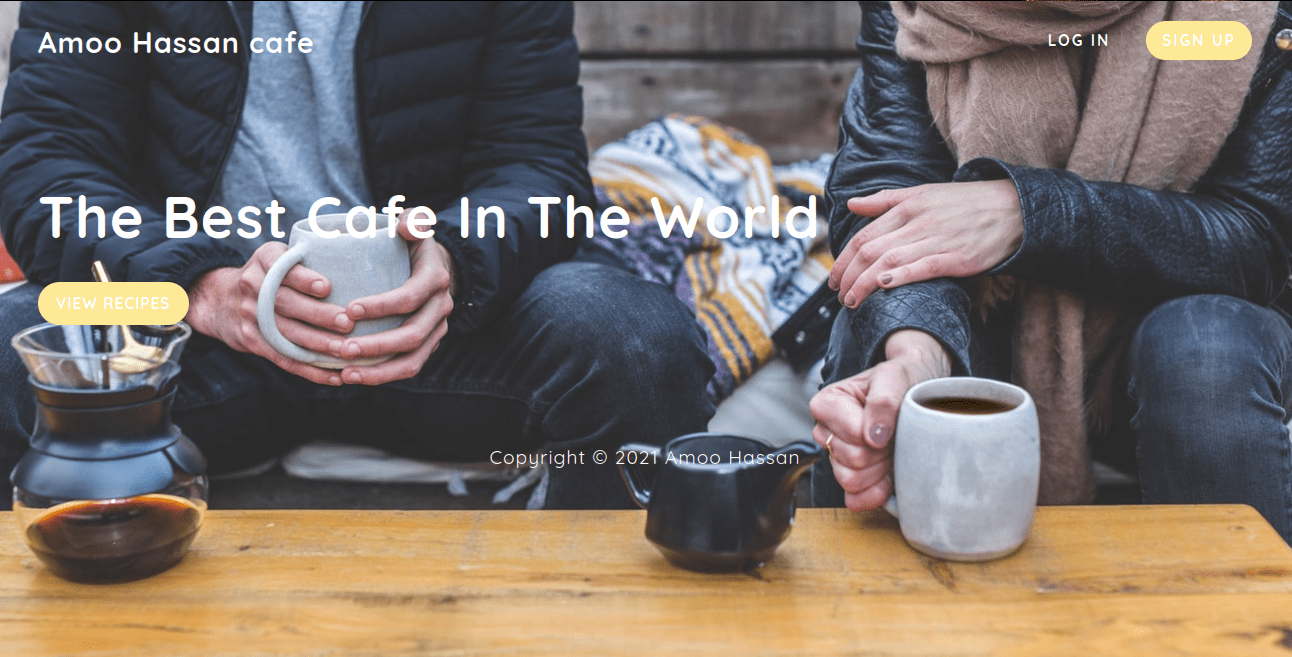 Amoo Hassan cafe
LOG IN
SIGN UP
The Best Cafe In The World
VIEW RECIPES
Copyright © 2021 Amoo Hassan